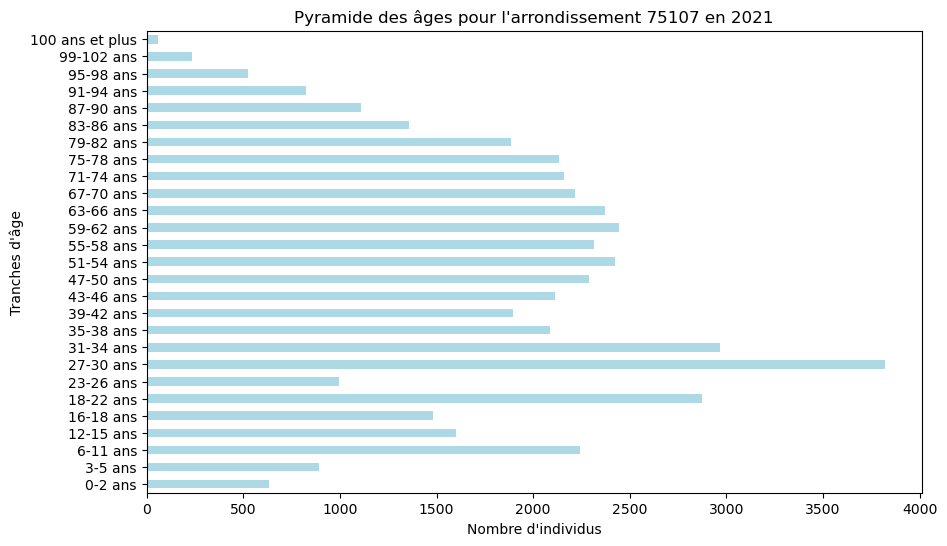 Pyramide des âges pour l'arrondissement 75107 en 2021
100 ans et plus
99-102 ans
95-98 ans
91-94 ans
87-90 ans
83-86 ans
79-82 ans
75-78 ans
71-74 ans
67-70 ans
63-66 ans
59-62 ans
55-58 ans
51-54 ans
47-50 ans
43-46 ans
39-42 ans
35-38 ans
31-34 ans
27-30 ans
23-26 ans
18-22 ans
16-18 ans
12-15 ans
6-11 ans
3-5 ans
0-2 ans
Tranches d'âge
0 500 1000 1500 2000 2500 3000 3500 4000
Nombre d'individus